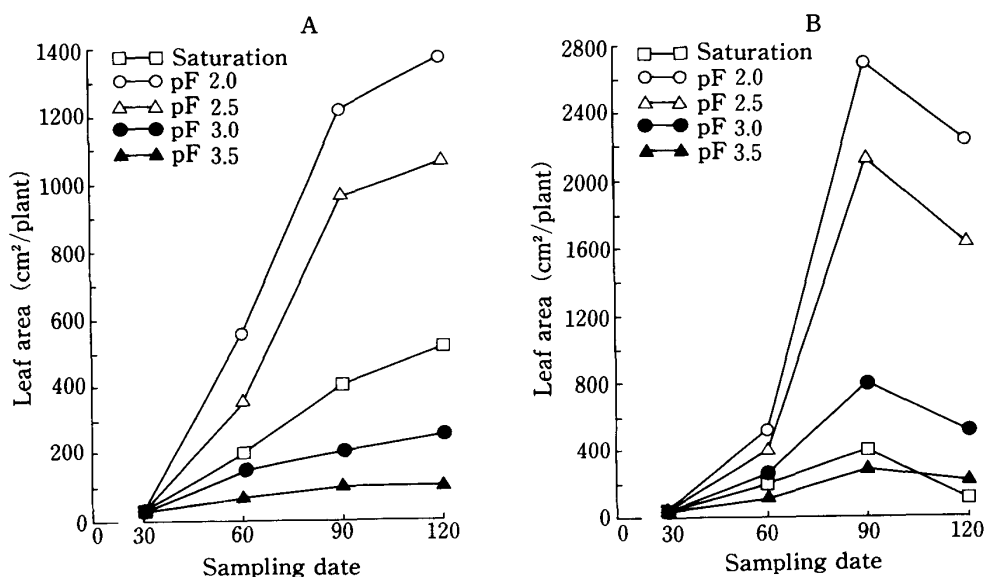 A
Leaf area (cm²/plant)
1400
1200
1000
800
600
400
200
0
Saturation
pF 2.0
pF 2.5
pF 3.0
pF 3.5
0 30 60 90 120
Sampling date
B
Leaf area (cm²/plant)
2800
2400
2000
1600
1200
800
400
0
Saturation
pF 2.0
pF 2.5
pF 3.0
pF 3.5
0 30 60 90 120
Sampling date